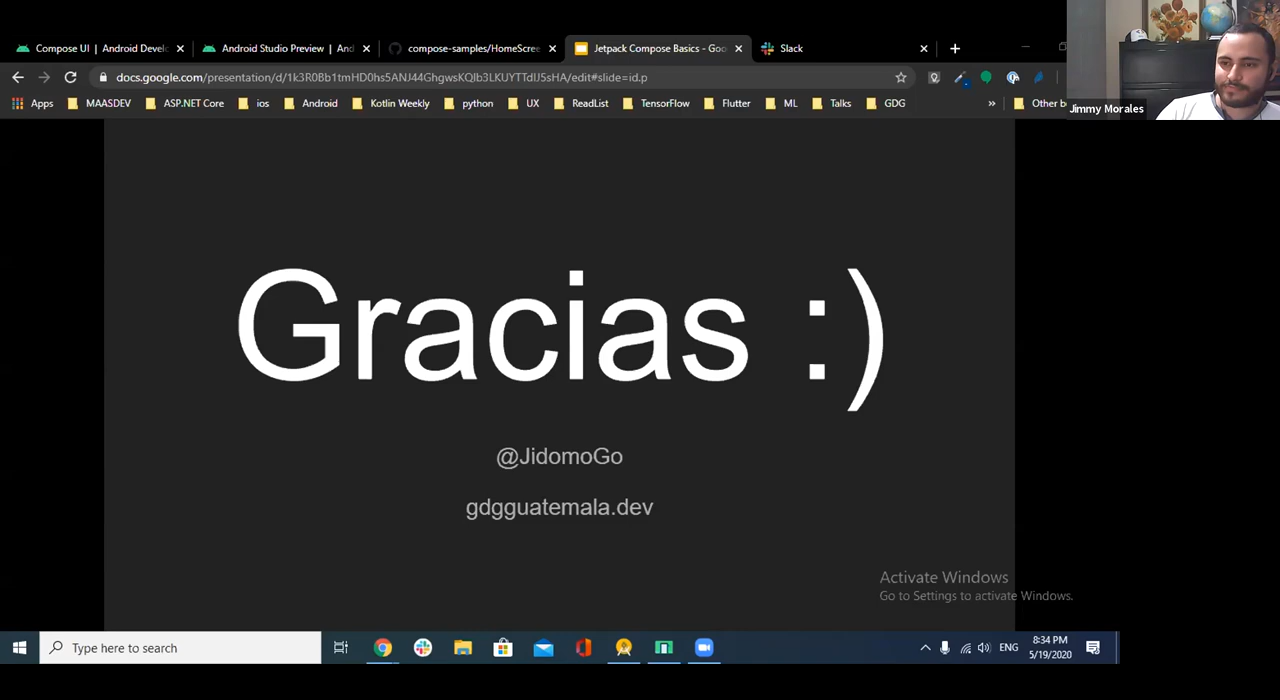 Compose UI | Android Devel
Android Studio Preview | And
compose-samples/HomeScree
Jetpack Compose Basics - Goo
Slack
docs.google.com/presentation/d/1k3R0Bb1tmHD0hs5ANJ44GhgwsKQIb3LKUYTTdIJ5sHA/edit#slide=id.p
Apps
MAASDEV
ASP.NET Core
ios
Android
Kotlin Weekly
python
UX
ReadList
TensorFlow
Flutter
ML
Talks
GDG
»
Other b
Jimmy Morales
Gracias :)
@JidomoGo
gdgguatemala.dev
Activate Windows
Go to Settings to activate Windows.
Type here to search
ENG
8:34 PM
5/19/2020